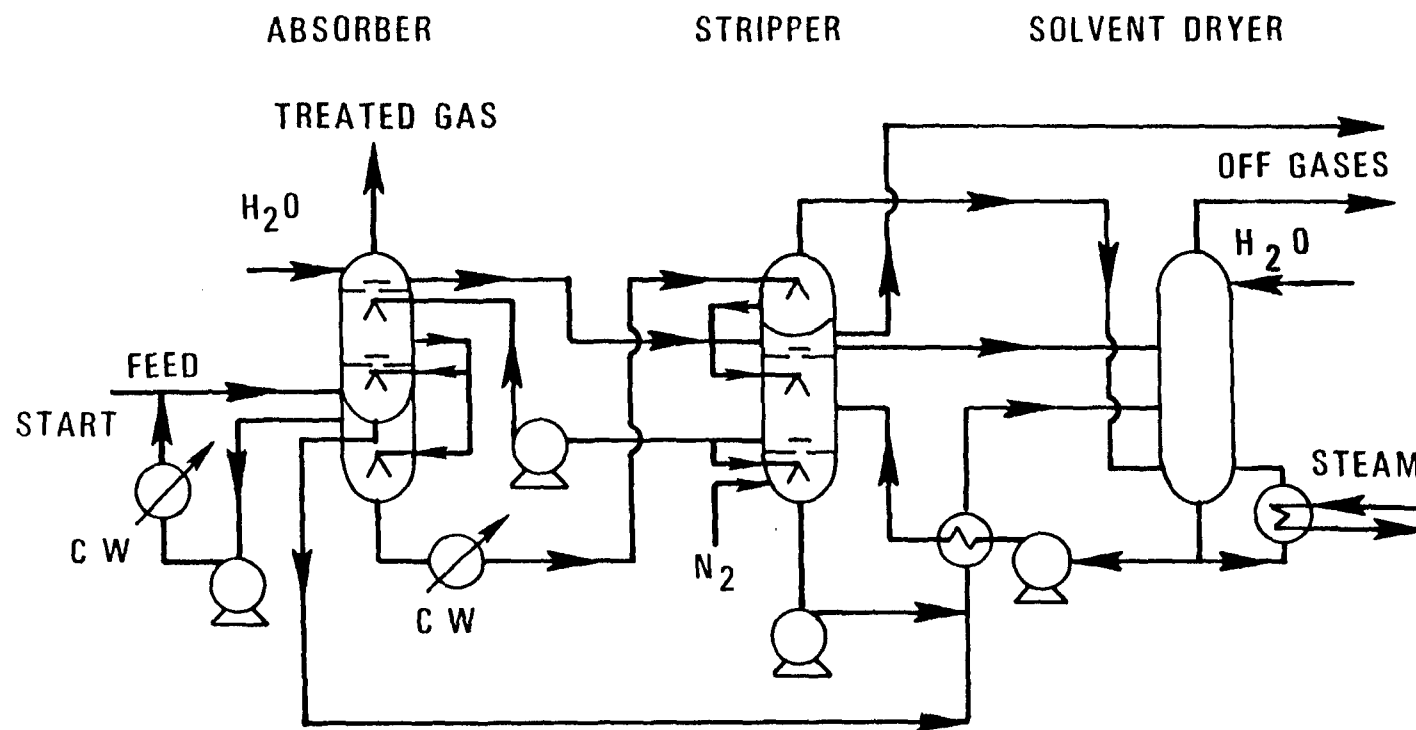 ABSORBER
STRIPPER
SOLVENT DRYER
TREATED GAS
OFF GASES
H2O
H2O
FEED
START
STEAM
C W
N2
C W